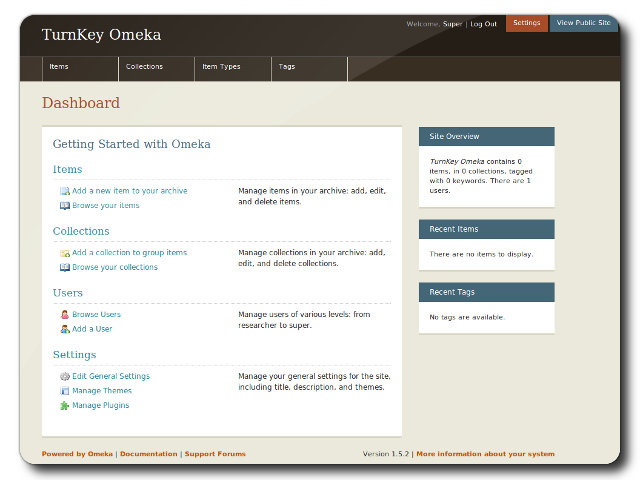 TurnKey Omeka
Welcome, Super | Log Out
Settings
View Public Site
Items
Collections
Item Types
Tags
Dashboard
Getting Started with Omeka
Items
Add a new item to your archive
Browse your items
Manage items in your archive: add, edit,
and delete items.
Collections
Add a collection to group items
Browse your collections
Manage collections in your archive: add,
edit, and delete collections.
Users
Browse Users
Add a User
Manage users of various levels: from
researcher to super.
Settings
Edit General Settings
Manage Themes
Manage Plugins
Manage your general settings for the site,
including title, description, and themes.
Site Overview
TurnKey Omeka contains 0
items, in 0 collections, tagged
with 0 keywords. There are 1
users.
Recent Items
There are no items to display.
Recent Tags
No tags are available.
Powered by Omeka | Documentation | Support Forums
Version 1.5.2 | More information about your system